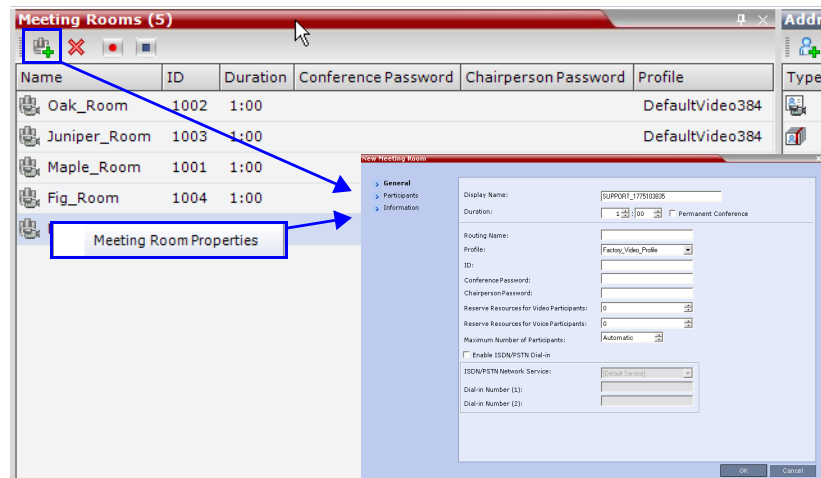 Meeting Rooms (5)
Addr
Name ID Duration Conference Password Chairperson Password Profile
Type
Oak_Room 1002 1:00 DefaultVideo384
Juniper_Room 1003 1:00 DefaultVideo384
Maple_Room 1001 1:00
Fig_Room 1004 1:00
Meeting Room Properties
New Meeting Room
General
Participants
Information
Display Name: SUPPORT_1775103835
Duration: 1 : 00 Permanent Conference
Routing Name:
Profile: Factory_Video_Profile
ID:
Conference Password:
Chairperson Password:
Reserve Resources for Video Participants: 0
Reserve Resources for Voice Participants: 0
Maximum Number of Participants: Automatic
Enable ISDN/PSTN Dial-in
ISDN/PSTN Network Service: [Default Service]
Dial-in Number (1):
Dial-in Number (2):
OK Cancel